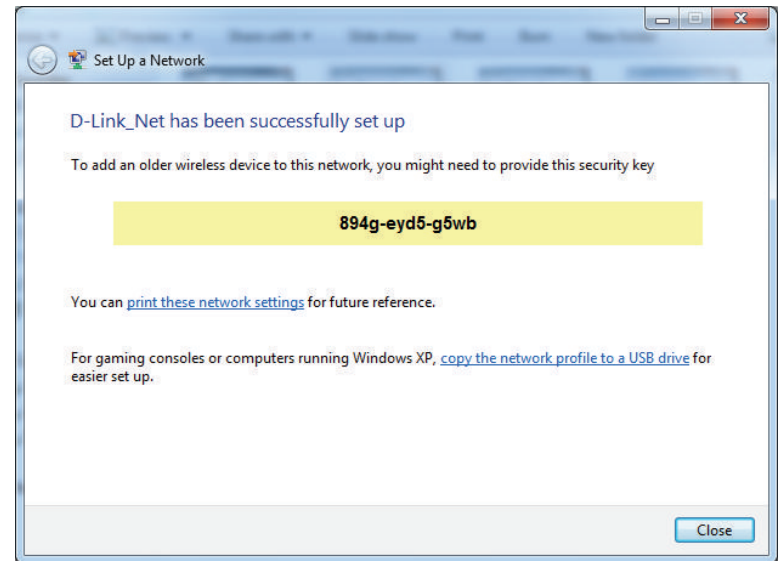 Set Up a Network
D-Link_Net has been successfully set up
To add an older wireless device to this network, you might need to provide this security key
894g-eyd5-g5wb
You can print these network settings for future reference.
For gaming consoles or computers running Windows XP, copy the network profile to a USB drive for
easier set up.
Close